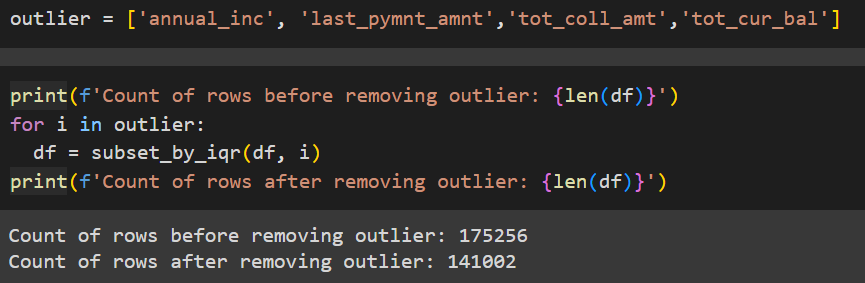 outlier = ['annual_inc', 'last_pymnt_amnt','tot_coll_amt','tot_cur_bal']
print(f'Count of rows before removing outlier: {len(df)}')
for i in outlier:
  df = subset_by_iqr(df, i)
print(f'Count of rows after removing outlier: {len(df)}')
Count of rows before removing outlier: 175256
Count of rows after removing outlier: 141002